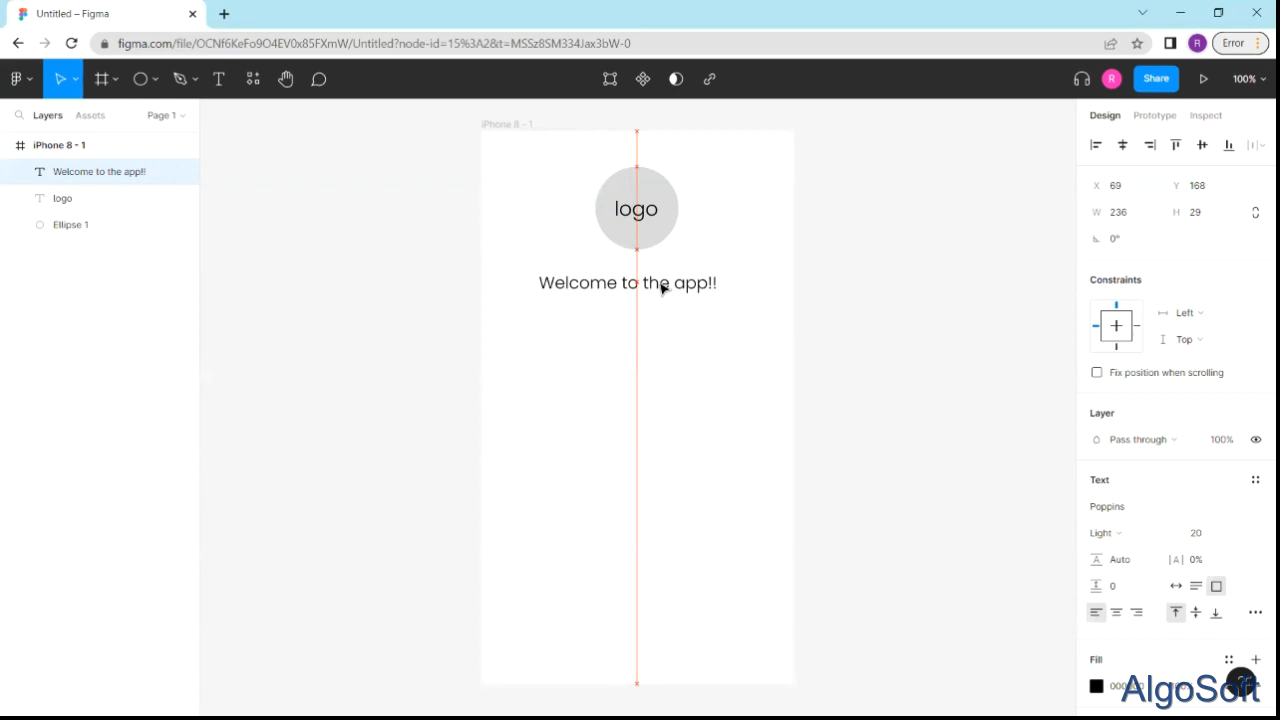 Untitled – Figma
figma.com/file/OCNf6KeFo9O4EV0x85FXmW/Untitled?node-id=15%3A2&t=MSSz8SM334Jax3bW-0
R
Error
R
Share
100%
Layers
Assets
Page 1
iPhone 8 - 1
Welcome to the app!!
logo
Ellipse 1
iPhone 8 - 1
logo
Welcome to the app!!
Design
Prototype
Inspect
X 69
Y 168
W 236
H 29
0°
Constraints
Left
Top
Fix position when scrolling
Layer
Pass through
100%
Text
Poppins
Light
20
Auto
|A| 0%
0
Fill
AlgoSoft